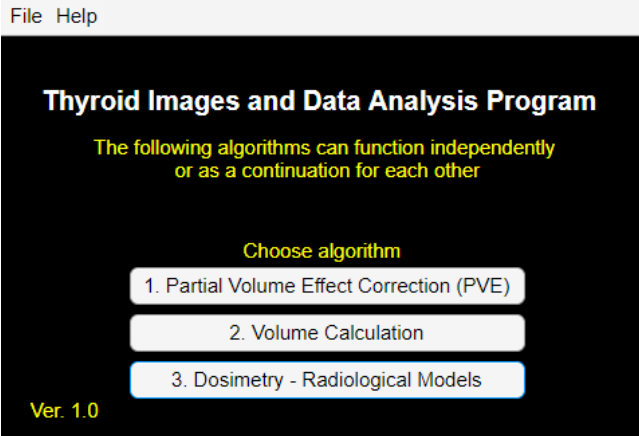 File Help
Thyroid Images and Data Analysis Program
The following algorithms can function independently
or as a continuation for each other
Choose algorithm
1. Partial Volume Effect Correction (PVE)
2. Volume Calculation
3. Dosimetry - Radiological Models
Ver. 1.0